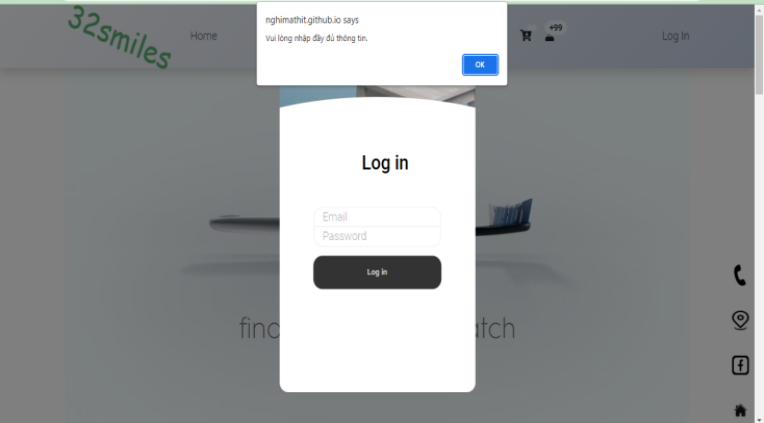 nghimathit.github.io says
Vui lòng nhập đầy đủ thông tin.
OK
32smiles
Home
+99
Log In
Log in
Email
Password
Log in
find
atch